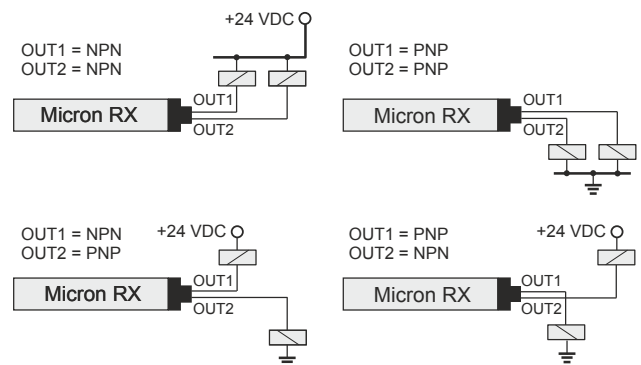 +24 VDC
OUT1 = NPN
OUT2 = NPN
Micron RX
OUT1
OUT2
OUT1 = PNP
OUT2 = PNP
Micron RX
OUT1
OUT2
OUT1 = NPN
OUT2 = PNP
+24 VDC
Micron RX
OUT1
OUT2
OUT1 = PNP
OUT2 = NPN
+24 VDC
Micron RX
OUT1
OUT2